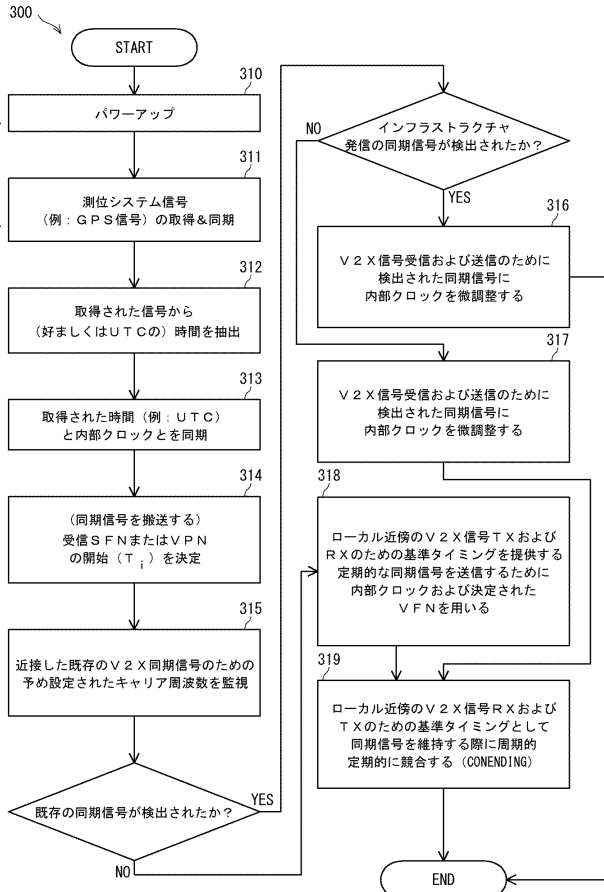 300
START
310
パワーアップ
311
測位システム信号
(例:GPS信号)の取得&同期
312
取得された信号から
(好ましくはUTCの)時間を抽出
313
取得された時間(例:UTC)
と内部クロックとを同期
314
(同期信号を搬送する)
受信SFNまたはVPN
の開始(Ti)を決定
315
近接した既存のV2X同期信号のための
予め設定されたキャリア周波数を監視
既存の同期信号が検出されたか?
YES
NO
インフラストラクチャ
発信の同期信号が検出されたか?
NO
YES
316
V2X信号受信および送信のために
検出された同期信号に
内部クロックを微調整する
317
V2X信号受信および送信のために
検出された同期信号に
内部クロックを微調整する
318
ローカル近傍のV2X信号TXおよび
RXのための基準タイミングを提供する
定期的な同期信号を送信するために
内部クロックおよび決定された
VFNを用いる
319
ローカル近傍のV2X信号RXおよび
TXのための基準タイミングとして
同期信号を維持する際に周期的
定期的に競合する(CONENDING)
END